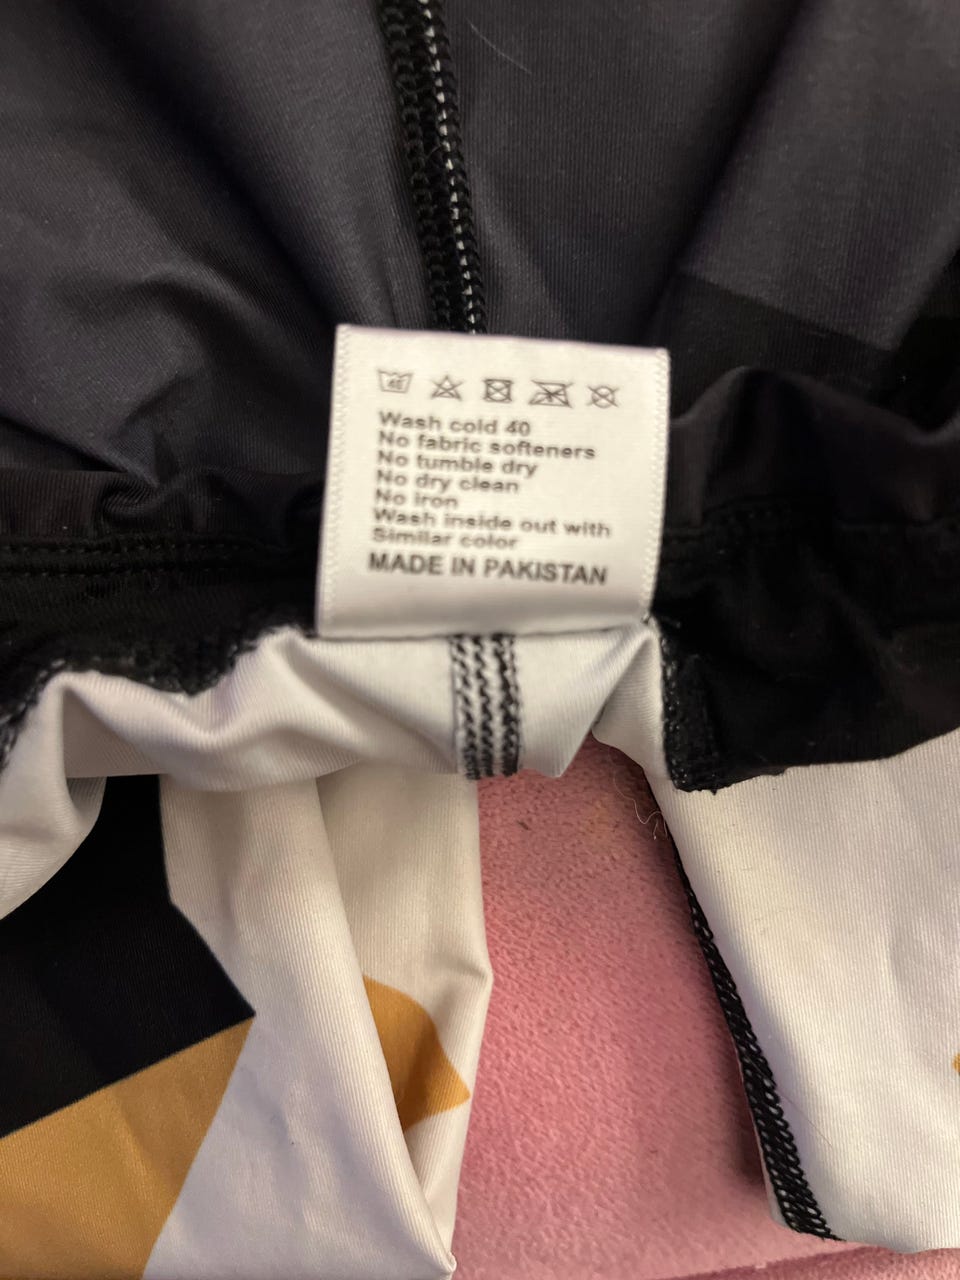 40
Wash cold 40
No fabric softeners
No tumble dry
No dry clean
No iron
Wash inside out with
Similar color
MADE IN PAKISTAN